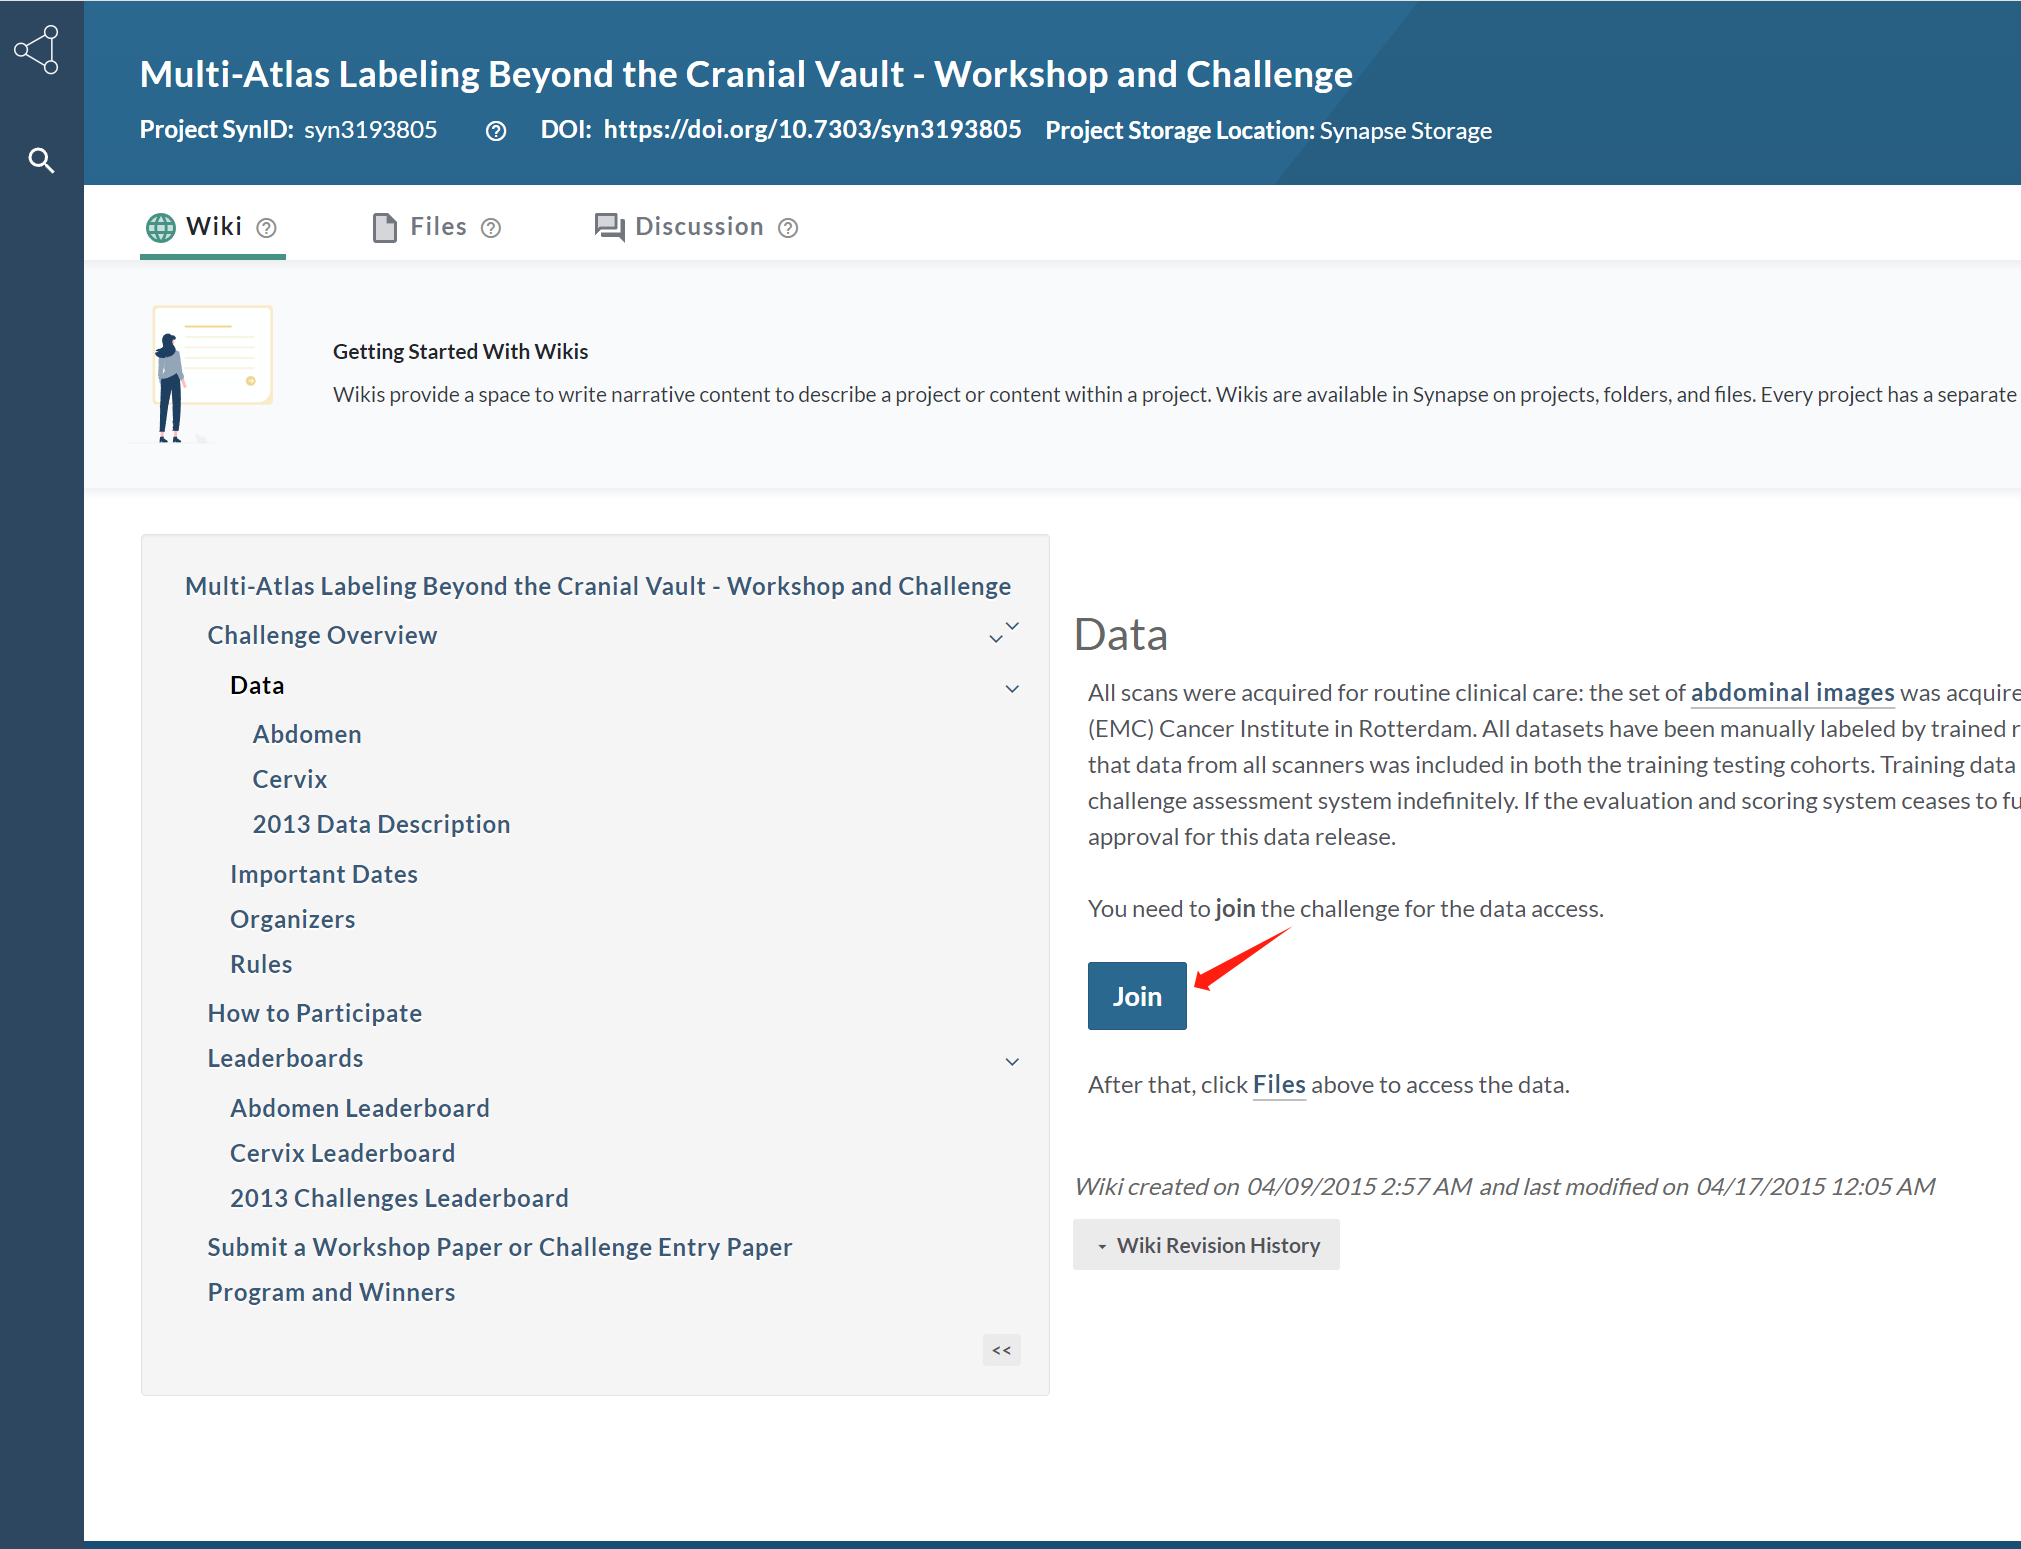 Multi-Atlas Labeling Beyond the Cranial Vault - Workshop and Challenge
Project SynID: syn3193805 DOI: https://doi.org/10.7303/syn3193805 Project Storage Location: Synapse Storage
Wiki Files Discussion
Getting Started With Wikis
Wikis provide a space to write narrative content to describe a project or content within a project. Wikis are available in Synapse on projects, folders, and files. Every project has a separate
Multi-Atlas Labeling Beyond the Cranial Vault - Workshop and Challenge
Challenge Overview
Data
Abdomen
Cervix
2013 Data Description
Important Dates
Organizers
Rules
How to Participate
Leaderboards
Abdomen Leaderboard
Cervix Leaderboard
2013 Challenges Leaderboard
Submit a Workshop Paper or Challenge Entry Paper
Program and Winners
<<
Data
All scans were acquired for routine clinical care: the set of abdominal images was acquire
(EMC) Cancer Institute in Rotterdam. All datasets have been manually labeled by trained r
that data from all scanners was included in both the training testing cohorts. Training data
challenge assessment system indefinitely. If the evaluation and scoring system ceases to fu
approval for this data release.
You need to join the challenge for the data access.
Join
After that, click Files above to access the data.
Wiki created on 04/09/2015 2:57 AM and last modified on 04/17/2015 12:05 AM
Wiki Revision History